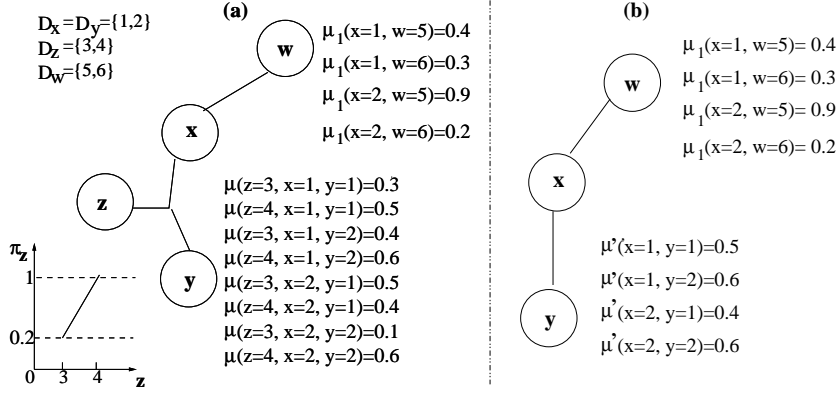 (a)
D_x=D_y={1,2}
D_z={3,4}
D_w={5,6}
w
μ_1(x=1, w=5)=0.4
μ_1(x=1, w=6)=0.3
μ_1(x=2, w=5)=0.9
μ_1(x=2, w=6)=0.2
x
z
y
μ(z=3, x=1, y=1)=0.3
μ(z=4, x=1, y=1)=0.5
μ(z=3, x=1, y=2)=0.4
μ(z=4, x=1, y=2)=0.6
μ(z=3, x=2, y=1)=0.5
μ(z=4, x=2, y=1)=0.4
μ(z=3, x=2, y=2)=0.1
μ(z=4, x=2, y=2)=0.6
π_z
1
0.2
0 3 4 z
(b)
w
μ_1(x=1, w=5)= 0.4
μ_1(x=1, w=6)= 0.3
μ_1(x=2, w=5)= 0.9
μ_1(x=2, w=6)= 0.2
x
y
μ'(x=1, y=1)=0.5
μ'(x=1, y=2)=0.6
μ'(x=2, y=1)=0.4
μ'(x=2, y=2)=0.6